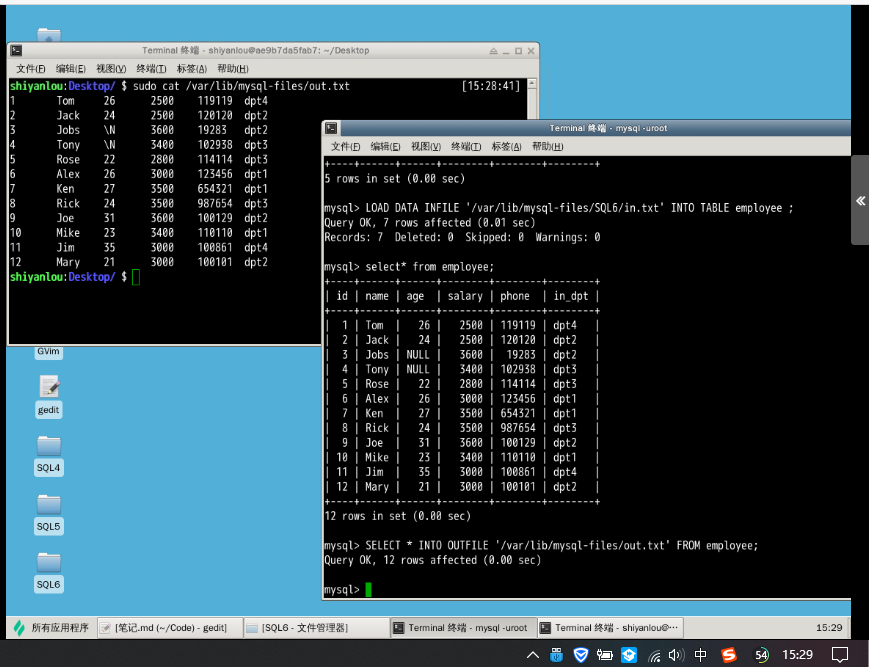 Terminal 终端 - shiyanlou@ae9b7da5fab7: ~/Desktop
文件(F) 编辑(E) 视图(V) 终端(T) 标签(A) 帮助(H)
shiyanlou:Desktop/ $ sudo cat /var/lib/mysql-files/out.txt [15:28:41]
1 Tom 26 2500 119119 dpt4
2 Jack 24 2500 120120 dpt2
3 Jobs \N 3600 19283 dpt2
4 Tony \N 3400 102938 dpt3
5 Rose 22 2800 114114 dpt3
6 Alex 26 3000 123456 dpt1
7 Ken 27 3500 654321 dpt1
8 Rick 24 3500 987654 dpt3
9 Joe 31 3600 100129 dpt2
10 Mike 23 3400 110110 dpt1
11 Jim 35 3000 100861 dpt4
12 Mary 21 3000 100101 dpt2
shiyanlou:Desktop/ $
Terminal 终端 - mysql -uroot
文件(F) 编辑(E) 视图(V) 终端(T) 标签(A) 帮助(H)
+----+------+------+--------+--------+--------+
5 rows in set (0.00 sec)
mysql> LOAD DATA INFILE '/var/lib/mysql-files/SQL6/in.txt' INTO TABLE employee ;
Query OK, 7 rows affected (0.01 sec)
Records: 7 Deleted: 0 Skipped: 0 Warnings: 0
mysql> select* from employee;
+----+------+------+--------+--------+--------+
| id | name | age | salary | phone | in_dpt |
+----+------+------+--------+--------+--------+
| 1 | Tom | 26 | 2500 | 119119 | dpt4 |
| 2 | Jack | 24 | 2500 | 120120 | dpt2 |
| 3 | Jobs | NULL | 3600 | 19283 | dpt2 |
| 4 | Tony | NULL | 3400 | 102938 | dpt3 |
| 5 | Rose | 22 | 2800 | 114114 | dpt3 |
| 6 | Alex | 26 | 3000 | 123456 | dpt1 |
| 7 | Ken | 27 | 3500 | 654321 | dpt1 |
| 8 | Rick | 24 | 3500 | 987654 | dpt3 |
| 9 | Joe | 31 | 3600 | 100129 | dpt2 |
| 10 | Mike | 23 | 3400 | 110110 | dpt1 |
| 11 | Jim | 35 | 3000 | 100861 | dpt4 |
| 12 | Mary | 21 | 3000 | 100101 | dpt2 |
+----+------+------+--------+--------+--------+
12 rows in set (0.00 sec)
mysql> SELECT * INTO OUTFILE '/var/lib/mysql-files/out.txt' FROM employee;
Query OK, 12 rows affected (0.00 sec)
mysql>
GVim
gedit
SQL4
SQL5
SQL6
所有应用程序 [笔记.md (~/Code) - gedit] [SQL6 - 文件管理器] Terminal 终端 - mysql -uroot Terminal 终端 - shiyanlou@… 15:29
中 54 15:29